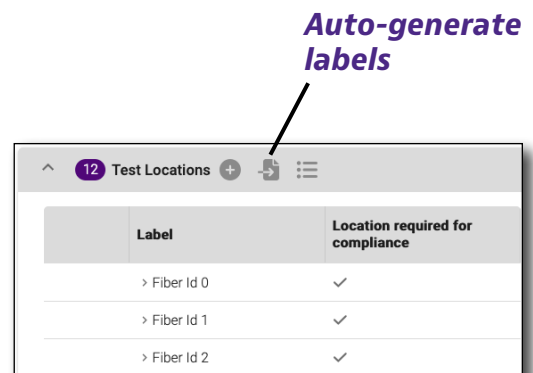 Auto-generate
labels
12 Test Locations
Label
Location required for
compliance
Fiber Id 0
Fiber Id 1
Fiber Id 2